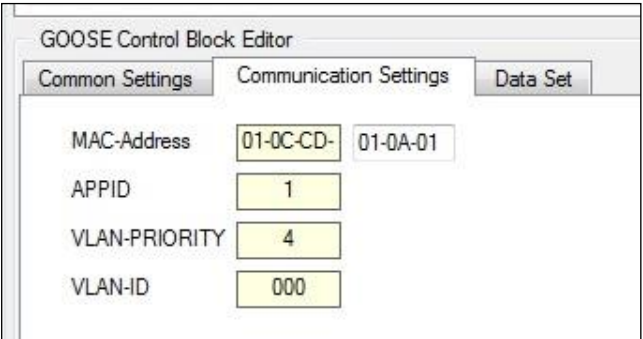 GOOSE Control Block Editor
Common Settings Communication Settings Data Set
MAC-Address 01-0C-CD- 01-0A-01
APPID 1
VLAN-PRIORITY 4
VLAN-ID 000